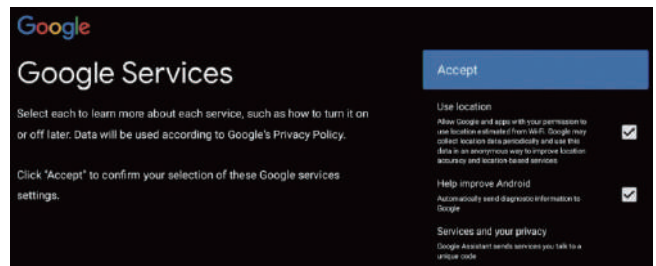 Google
Google Services
Select each to learn more about each service, such as how to turn it on
or off later. Data will be used according to Google's Privacy Policy.
Click "Accept" to confirm your selection of these Google services
settings.
Accept
Use location
Allow Google and apps with your permission to
use location estimated from Wi-Fi. Google may
collect location data periodically and use this
data in an anonymous way to improve location
accuracy and location-based services
Help improve Android
Automatically send diagnostic information to
Google
Services and your privacy
Google Assistant sends services you talk to a
unique code